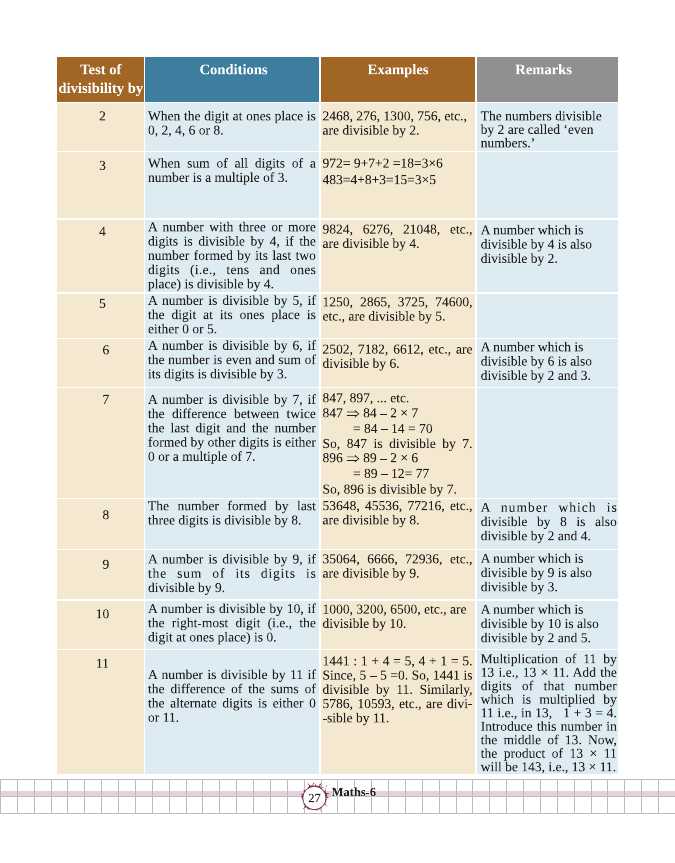 Test of divisibility by
Conditions
Examples
Remarks
2
When the digit at ones place is
0, 2, 4, 6 or 8.
2468, 276, 1300, 756, etc.,
are divisible by 2.
The numbers divisible
by 2 are called ‘even
numbers.’
3
When sum of all digits of a
number is a multiple of 3.
972= 9+7+2 =18=3×6
483=4+8+3=15=3×5
4
A number with three or more
digits is divisible by 4, if the
number formed by its last two
digits (i.e., tens and ones
place) is divisible by 4.
9824, 6276, 21048, etc.,
are divisible by 4.
A number which is
divisible by 4 is also
divisible by 2.
5
A number is divisible by 5, if
the digit at its ones place is
either 0 or 5.
1250, 2865, 3725, 74600,
etc., are divisible by 5.
6
A number is divisible by 6, if
the number is even and sum of
its digits is divisible by 3.
2502, 7182, 6612, etc., are
divisible by 6.
A number which is
divisible by 6 is also
divisible by 2 and 3.
7
A number is divisible by 7, if
the difference between twice
the last digit and the number
formed by other digits is either
0 or a multiple of 7.
847, 897, ... etc.
847 ⇒ 84 – 2 × 7
= 84 – 14 = 70
So, 847 is divisible by 7.
896 ⇒ 89 – 2 × 6
= 89 – 12= 77
So, 896 is divisible by 7.
8
The number formed by last
three digits is divisible by 8.
53648, 45536, 77216, etc.,
are divisible by 8.
A number which is
divisible by 8 is also
divisible by 2 and 4.
9
A number is divisible by 9, if
the sum of its digits is
divisible by 9.
35064, 6666, 72936, etc.,
are divisible by 9.
A number which is
divisible by 9 is also
divisible by 3.
10
A number is divisible by 10, if
the right-most digit (i.e., the
digit at ones place) is 0.
1000, 3200, 6500, etc., are
divisible by 10.
A number which is
divisible by 10 is also
divisible by 2 and 5.
11
A number is divisible by 11 if
the difference of the sums of
the alternate digits is either 0
or 11.
1441 : 1 + 4 = 5, 4 + 1 = 5.
Since, 5 – 5 =0. So, 1441 is
divisible by 11. Similarly,
5786, 10593, etc., are divi-
-sible by 11.
Multiplication of 11 by
13 i.e., 13 × 11. Add the
digits of that number
which is multiplied by
11 i.e., in 13, 1 + 3 = 4.
Introduce this number in
the middle of 13. Now,
the product of 13 × 11
will be 143, i.e., 13 × 11.
27
Maths-6